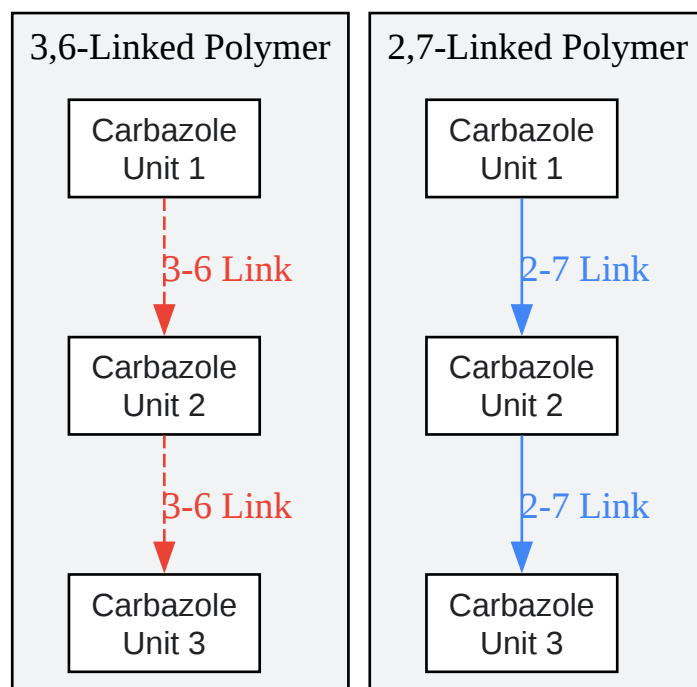 3,6-Linked Polymer
Carbazole
Unit 1
3-6 Link
Carbazole
Unit 2
3-6 Link
Carbazole
Unit 3
2,7-Linked Polymer
Carbazole
Unit 1
2-7 Link
Carbazole
Unit 2
2-7 Link
Carbazole
Unit 3